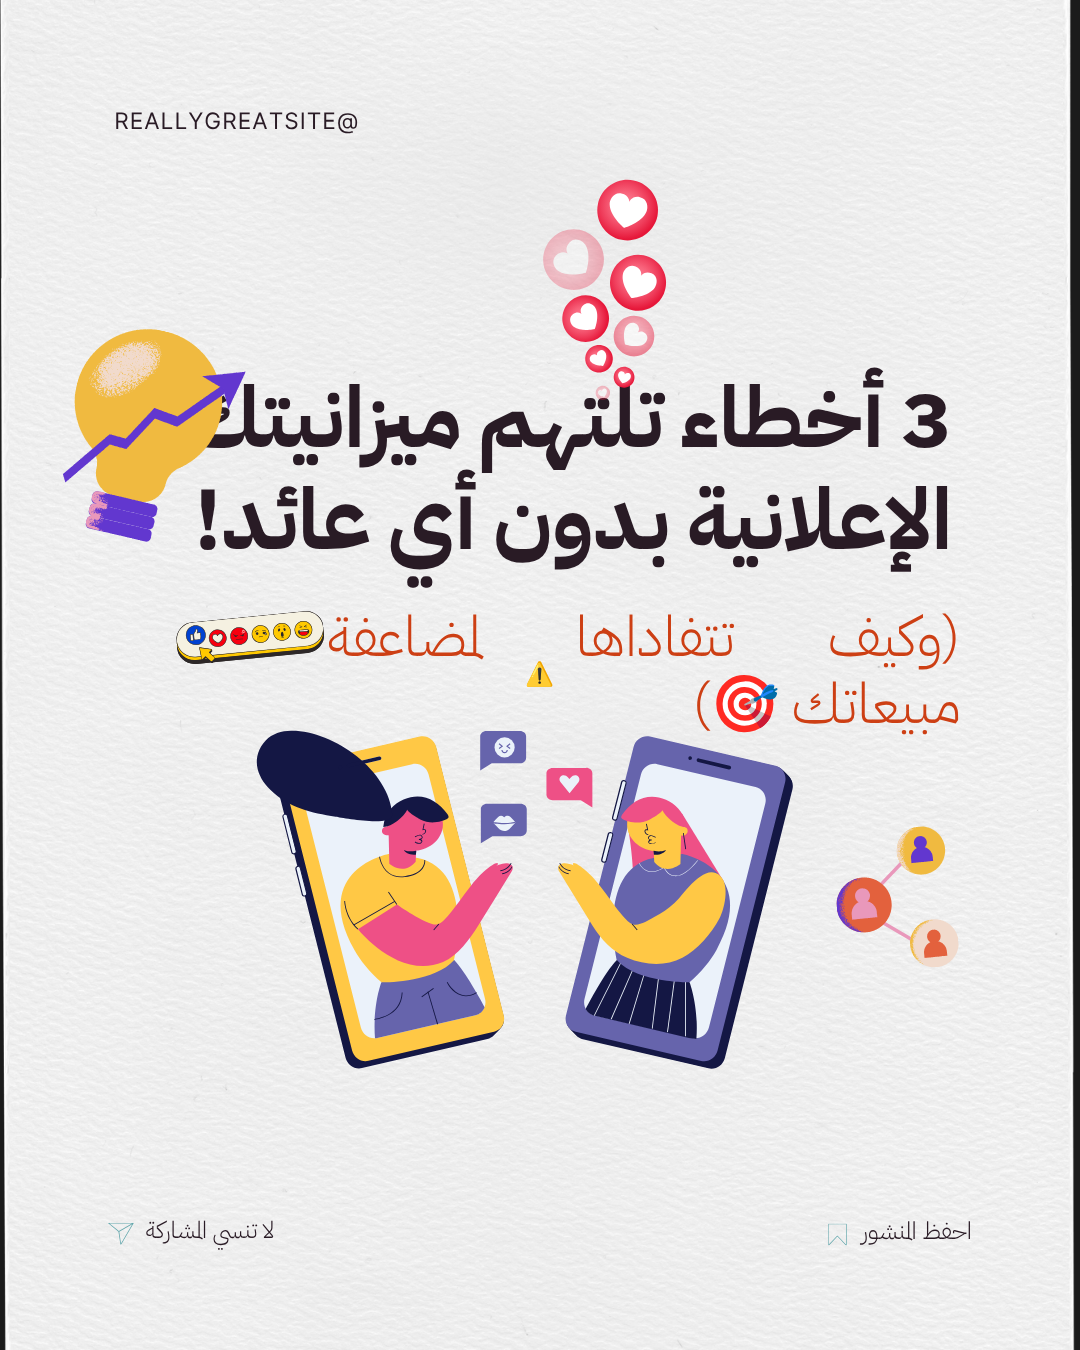 REALLYGREATSITE@
3 أخطاء تلتهم ميزانيتك
الإعلانية بدون أي عائد!
(وكيف تتفاداها لمضاعفة
⚠️
مبيعاتك 🎯)
احفظ المنشور
لا تنسي المشاركة